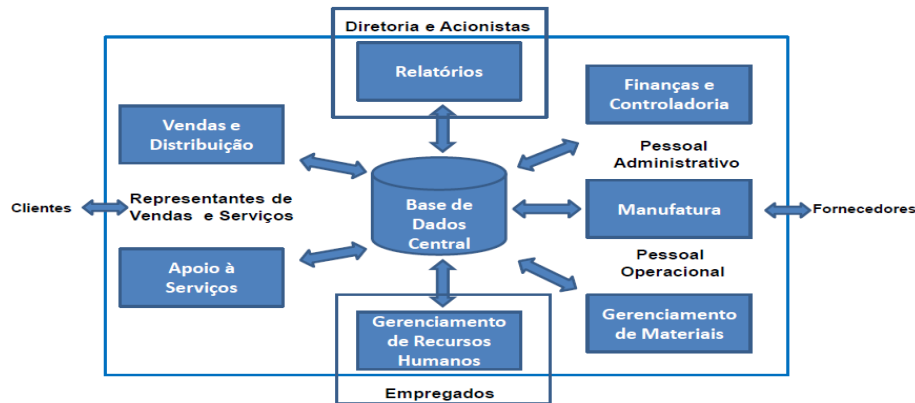 Diretoria e Acionistas
Relatórios
Finanças e
Controladoria
Vendas e
Distribuição
Pessoal
Administrativo
Clientes
Representantes de
Vendas e Serviços
Base de
Dados
Central
Manufatura
Fornecedores
Apoio à
Serviços
Pessoal
Operacional
Gerenciamento
de Recursos
Humanos
Gerenciamento
de Materiais
Empregados